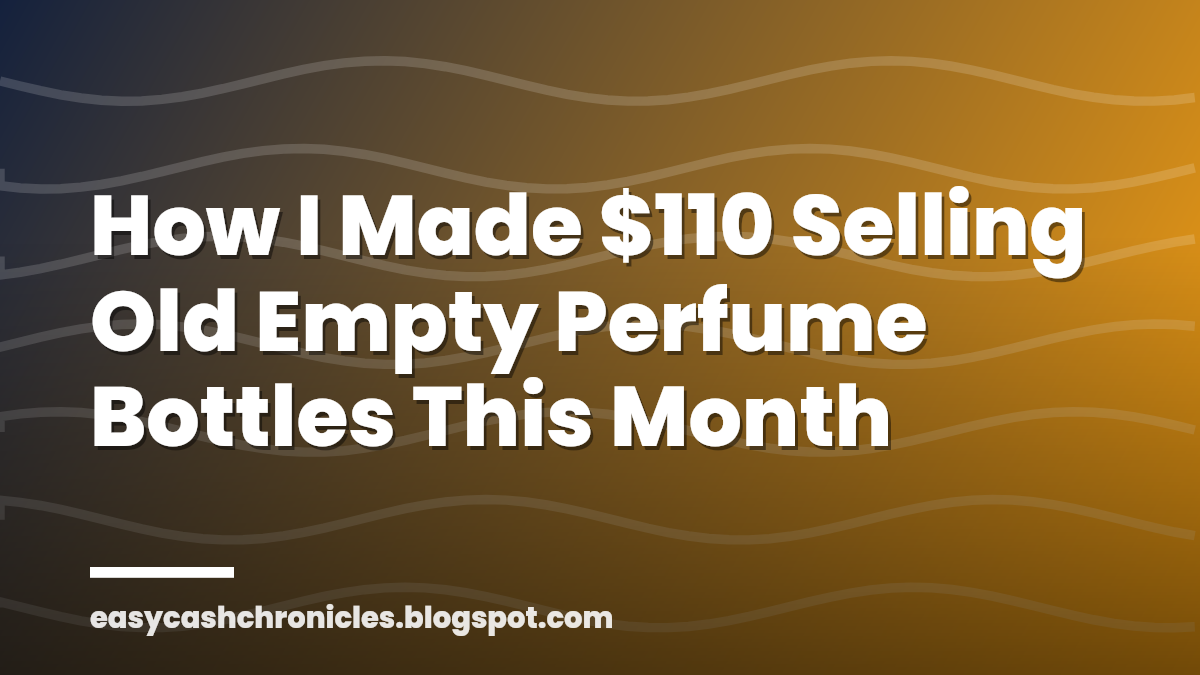 How I Made $110 Selling
Old Empty Perfume
Bottles This Month
easycashchronicles.blogspot.com